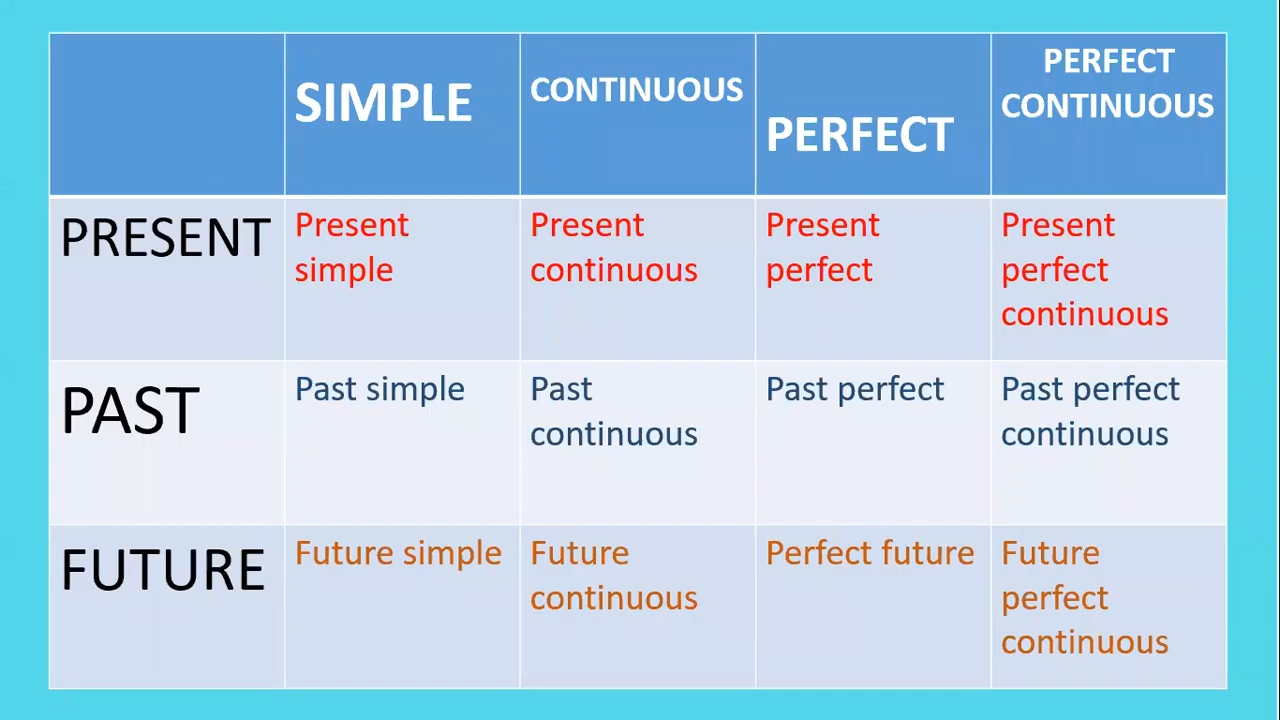 SIMPLE
CONTINUOUS
PERFECT
PERFECT
CONTINUOUS
PRESENT
Present
simple
Present
continuous
Present
perfect
Present
perfect
continuous
PAST
Past simple
Past
continuous
Past perfect
Past perfect
continuous
FUTURE
Future simple
Future
continuous
Perfect future
Future
perfect
continuous